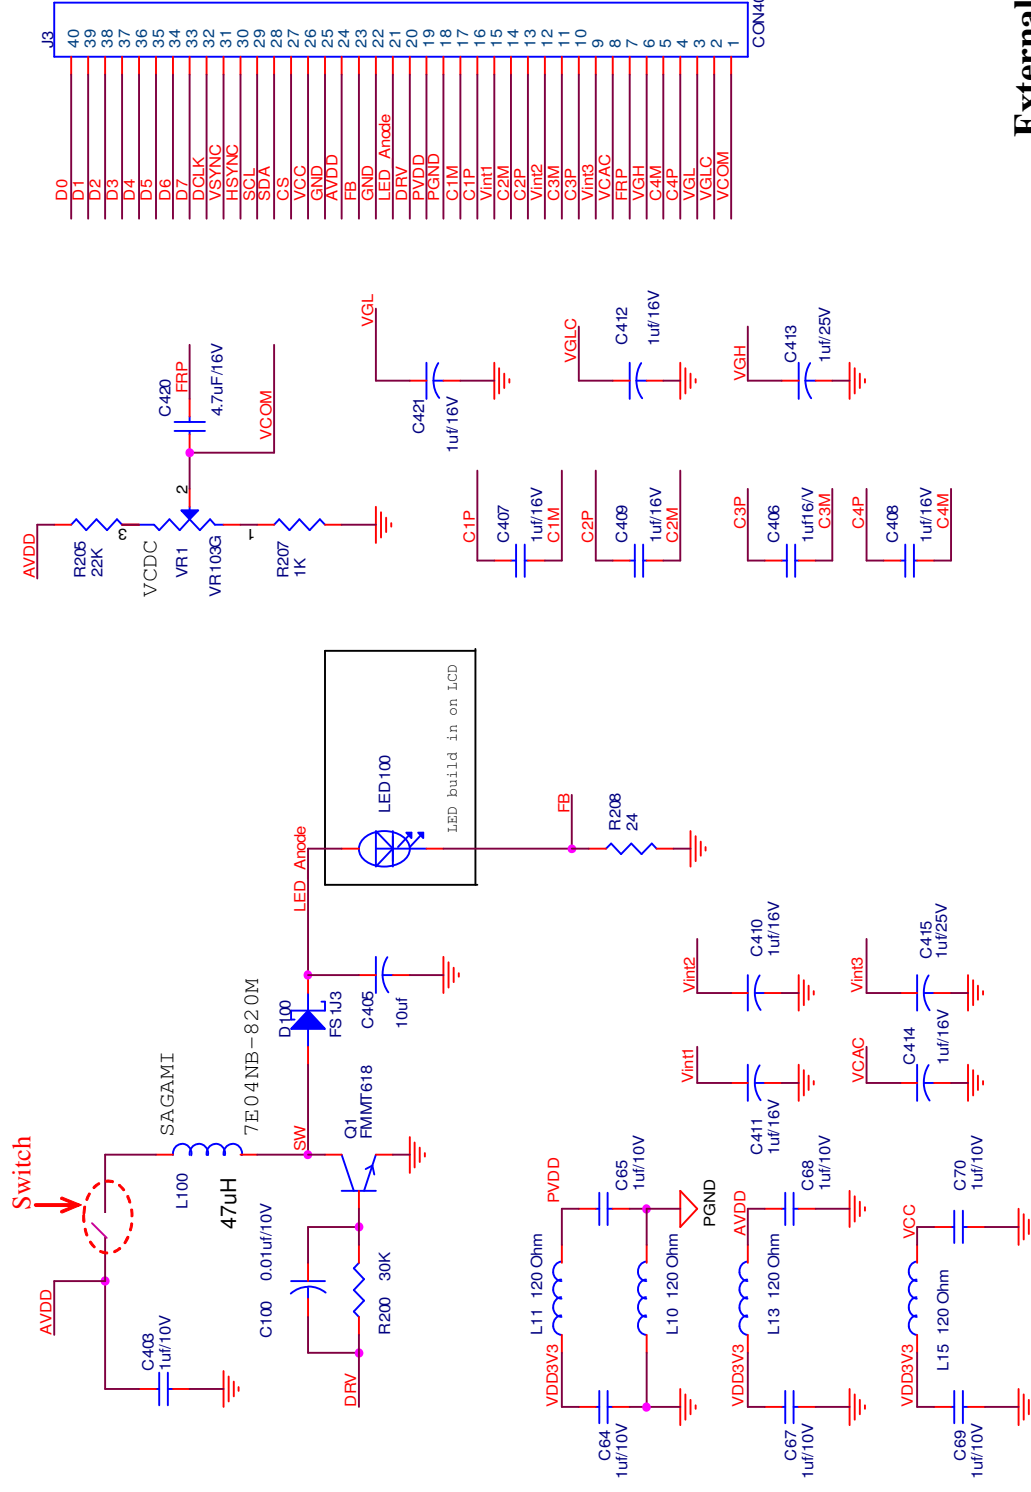 J3
40
39
38
37
36
35
34
33
32
31
30
29
28
27
26
25
24
23
22
21
20
19
18
17
16
15
14
13
12
11
10
9
8
7
6
5
4
3
2
1
D0
D1
D2
D3
D4
D5
D6
D7
DCLK
VSYNC
HSYNC
SCL
SDA
CS
VCC
GND
AVDD
FB
GND
LED Anode
DRV
PVDD
PGND
C1M
C1P
Vint1
C2M
C2P
Vint2
C3M
C3P
Vint3
VCAC
FRP
VGH
C4M
C4P
VGL
VGLC
VCOM
External
AVDD
R205
22K
3
VCDC
VR1
VR103G
2
1
R207
1K
C420
FRP
4.7uF/16V
VCOM
VGL
C421
1uf/16V
VGLC
C412
1uf/16V
VGH
C413
1uf/25V
C1P
C407
1uf/16V
C1M
C2P
C409
1uf/16V
C2M
C3P
C406
1uf16/V
C3M
C4P
C408
1uf/16V
C4M
Switch
AVDD
C403
1uf/10V
SAGAMI
L100
47uH
7E04NB-820M
SW
Q1
FMMT618
C100 0.01uf/10V
R200 30K
DRV
D100
FS1J3
C405
10uf
LED Anode
LED100
LED build in on LCD
FB
R208
24
VDD3V3
L11 120 Ohm
PVDD
C64
1uf/10V
C65
1uf/10V
L10 120 Ohm
PGND
VDD3V3
L13 120 Ohm
AVDD
C67
1uf/10V
C68
1uf/10V
VDD3V3
L15 120 Ohm
VCC
C69
1uf/10V
C70
1uf/10V
Vint1
C411
1uf/16V
Vint2
C410
1uf/16V
VCAC
C414
1uf/16V
Vint3
C415
1uf/25V